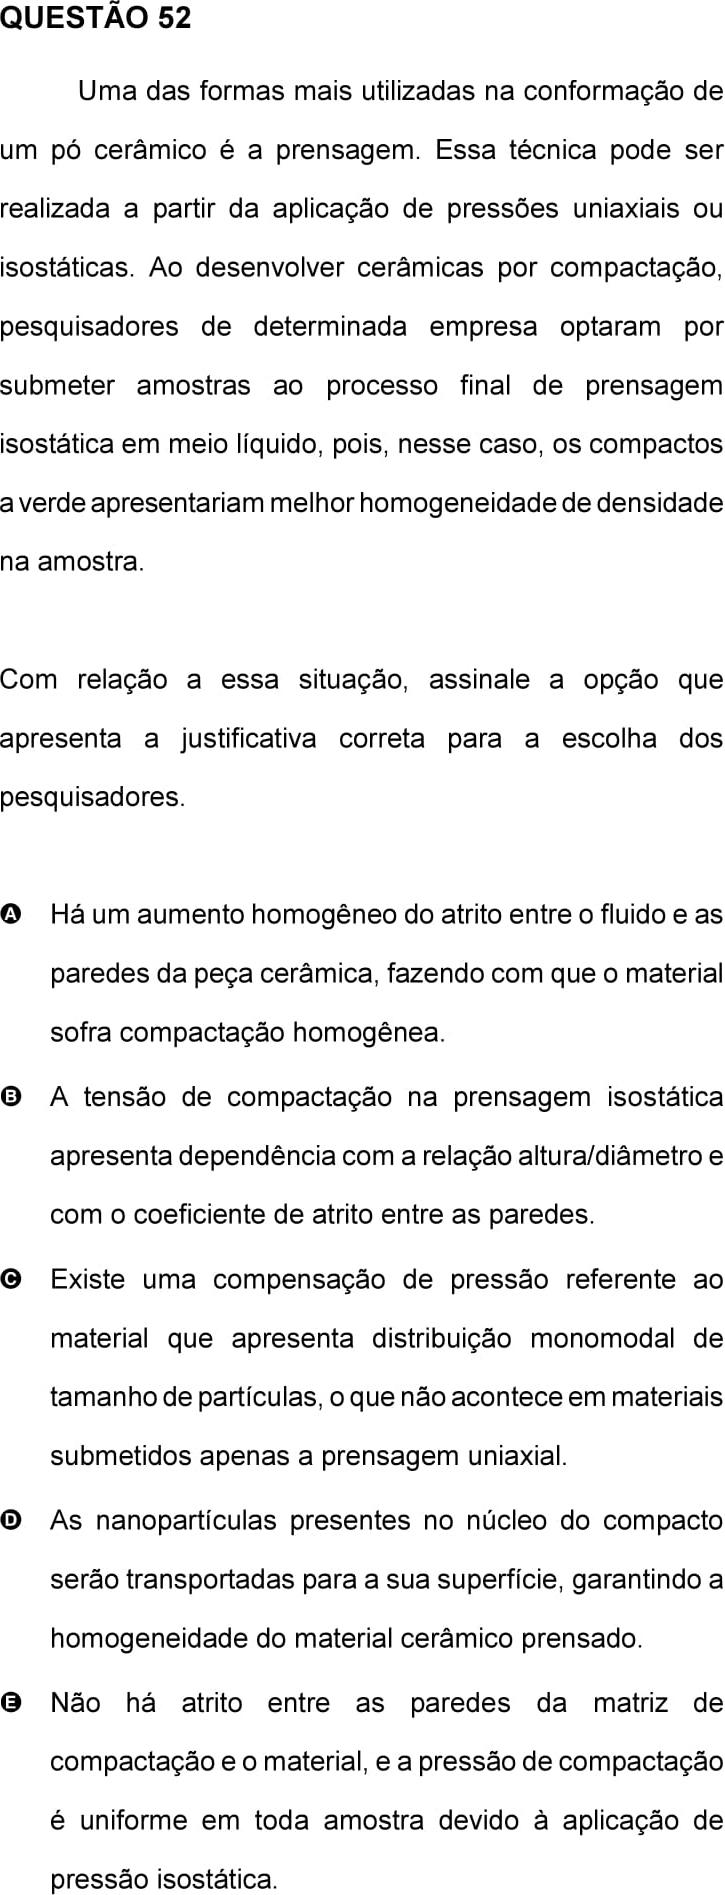 QUESTÃO 52
Uma das formas mais utilizadas na conformação de
um pó cerâmico é a prensagem. Essa técnica pode ser
realizada a partir da aplicação de pressões uniaxiais ou
isostáticas. Ao desenvolver cerâmicas por compactação,
pesquisadores de determinada empresa optaram por
submeter amostras ao processo final de prensagem
isostática em meio líquido, pois, nesse caso, os compactos
a verde apresentariam melhor homogeneidade de densidade
na amostra.
Com relação a essa situação, assinale a opção que
apresenta a justificativa correta para a escolha dos
pesquisadores.
A Há um aumento homogêneo do atrito entre o fluido e as
paredes da peça cerâmica, fazendo com que o material
sofra compactação homogênea.
B A tensão de compactação na prensagem isostática
apresenta dependência com a relação altura/diâmetro e
com o coeficiente de atrito entre as paredes.
C Existe uma compensação de pressão referente ao
material que apresenta distribuição monomodal de
tamanho de partículas, o que não acontece em materiais
submetidos apenas a prensagem uniaxial.
D As nanopartículas presentes no núcleo do compacto
serão transportadas para a sua superfície, garantindo a
homogeneidade do material cerâmico prensado.
E Não há atrito entre as paredes da matriz de
compactação e o material, e a pressão de compactação
é uniforme em toda amostra devido à aplicação de
pressão isostática.